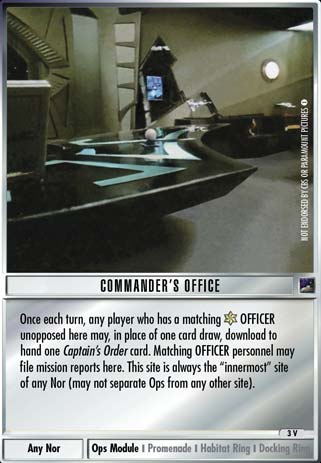 NOT ENDORSED BY CBS OR PARAMOUNT PICTURES
COMMANDER'S OFFICE
Once each turn, any player who has a matching OFFICER
unopposed here may, in place of one card draw, download to
hand one Captain's Order card. Matching OFFICER personnel may
file mission reports here. This site is always the "innermost" site
of any Nor (may not separate Ops from any other site).
3 V
Any Nor
Ops Module | Promenade | Habitat Ring | Docking Ring